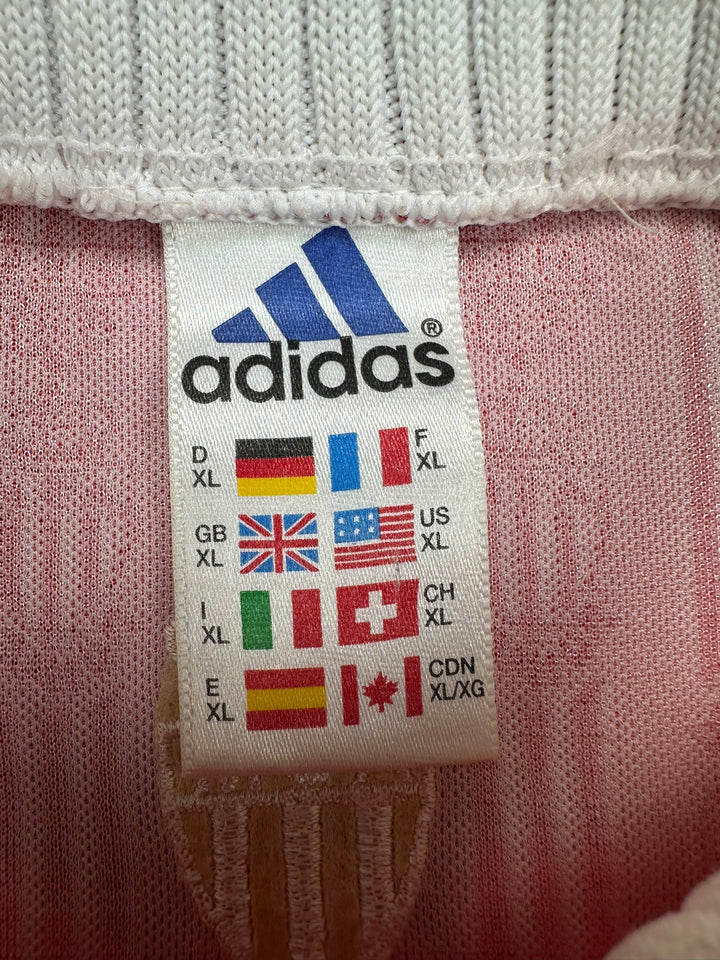 adidas®
D XL F XL
GB XL US XL
I XL CH XL
E XL CDN XL/XG